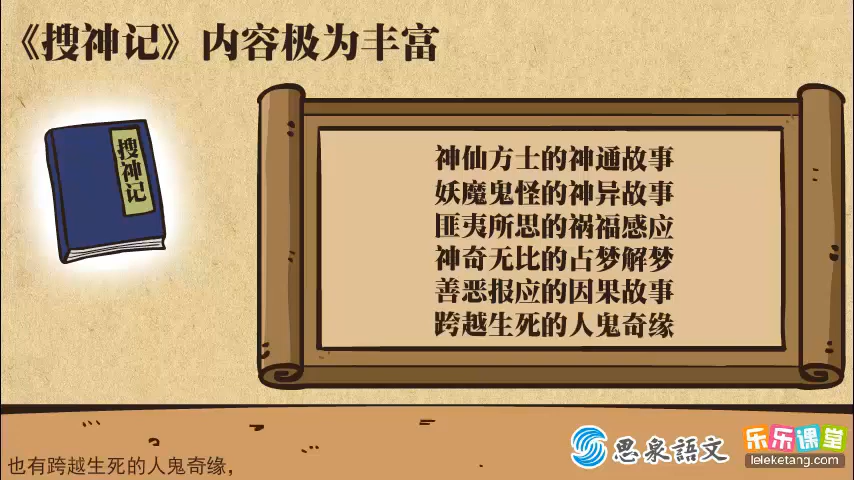 《搜神记》内容极为丰富
搜神记
神仙方士的神通故事
妖魔鬼怪的神异故事
匪夷所思的祸福感应
神奇无比的占梦解梦
善恶报应的因果故事
跨越生死的人鬼奇缘
思泉語文
乐乐课堂
leleketang.com
也有跨越生死的人鬼奇缘，